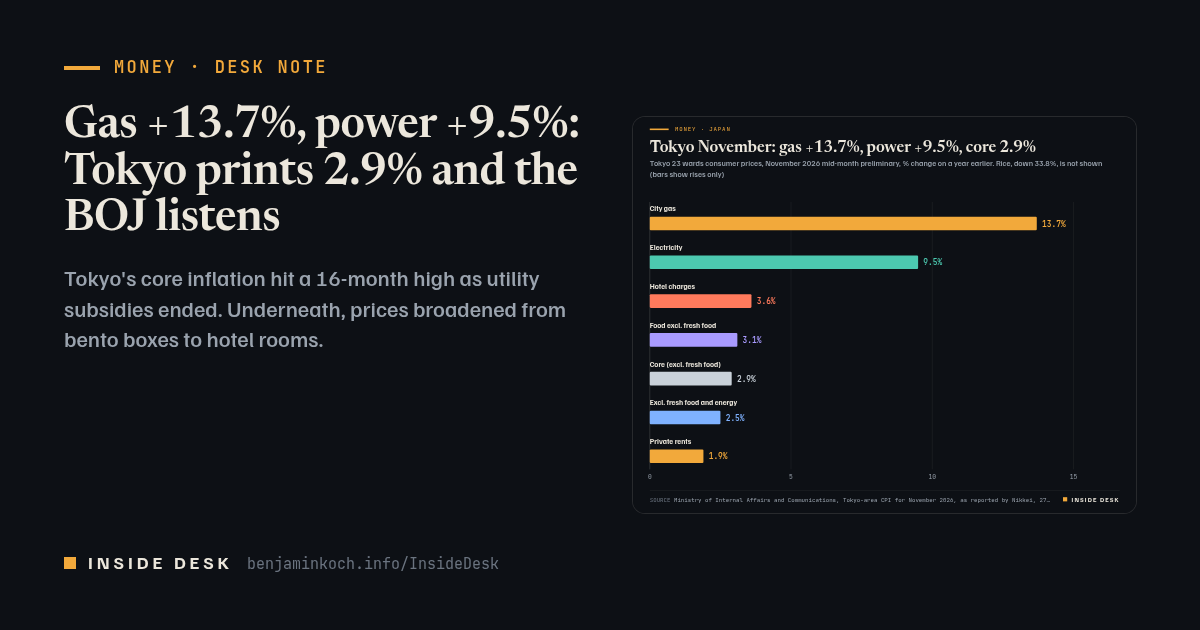 MONEY · DESK NOTE
Gas +13.7%, power +9.5%:
Tokyo prints 2.9% and the
BOJ listens
Tokyo's core inflation hit a 16-month high as utility
subsidies ended. Underneath, prices broadened from
bento boxes to hotel rooms.
INSIDE DESK benjaminkoch.info/InsideDesk
MONEY · JAPAN
Tokyo November: gas +13.7%, power +9.5%, core 2.9%
Tokyo 23 wards consumer prices, November 2026 mid-month preliminary, % change on a year earlier. Rice, down 33.8%, is not shown
(bars show rises only)
City gas
13.7%
Electricity
9.5%
Hotel charges
3.6%
Food excl. fresh food
3.1%
Core (excl. fresh food)
2.9%
Excl. fresh food and energy
2.5%
Private rents
1.9%
0 5 10 15
SOURCE Ministry of Internal Affairs and Communications, Tokyo-area CPI for November 2026, as reported by Nikkei, 27…
INSIDE DESK